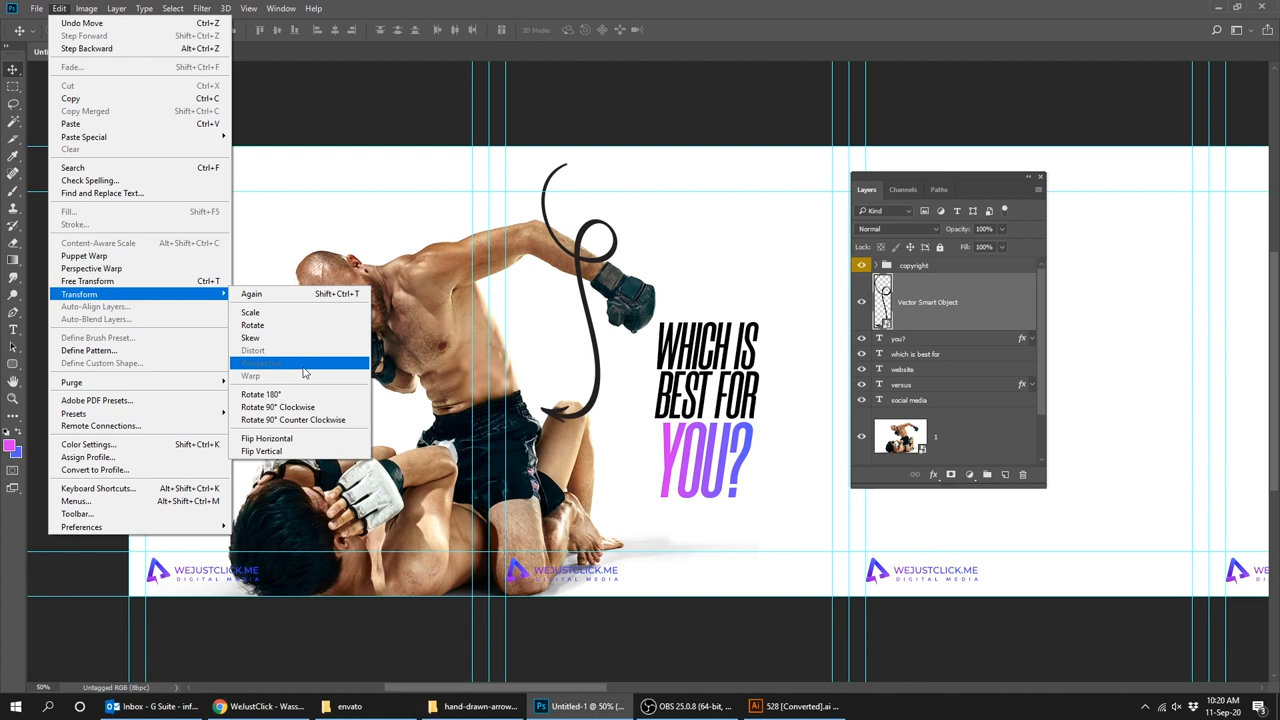 Ps File Edit Image Layer Type Select Filter 3D View Window Help
3D Mode:
Undo Move Ctrl+Z
Step Forward Shift+Ctrl+Z
Step Backward Alt+Ctrl+Z
Fade... Shift+Ctrl+F
Cut Ctrl+X
Copy Ctrl+C
Copy Merged Shift+Ctrl+C
Paste Ctrl+V
Paste Special
Clear
Search Ctrl+F
Check Spelling...
Find and Replace Text...
Fill... Shift+F5
Stroke...
Content-Aware Scale Alt+Shift+Ctrl+C
Puppet Warp
Perspective Warp
Free Transform Ctrl+T
Transform
Auto-Align Layers...
Auto-Blend Layers...
Define Brush Preset...
Define Pattern...
Define Custom Shape...
Purge
Adobe PDF Presets...
Presets
Remote Connections...
Color Settings... Shift+Ctrl+K
Assign Profile...
Convert to Profile...
Keyboard Shortcuts... Alt+Shift+Ctrl+K
Menus... Alt+Shift+Ctrl+M
Toolbar...
Preferences
Again Shift+Ctrl+T
Scale
Rotate
Skew
Distort
Perspective
Warp
Rotate 180°
Rotate 90° Clockwise
Rotate 90° Counter Clockwise
Flip Horizontal
Flip Vertical
WHICH IS
BEST FOR
YOU?
Layers Channels Paths
Kind
Normal Opacity: 100%
Lock: Fill: 100%
copyright
Vector Smart Object
T you? fx
T which is best for
T website
T versus fx
T social media
1
fx
WEJUSTCLICK.ME
DIGITAL MEDIA
WEJUSTCLICK.ME
DIGITAL MEDIA
WEJUSTCLICK.ME
DIGITAL MEDIA
50% Untagged RGB (8bpc)
Inbox - G Suite - inf...
WeJustClick - Wass...
envato
hand-drawn-arrow...
Ps Untitled-1 @ 50% (...
OBS 25.0.8 (64-bit, ...
Ai 528 [Converted].ai ...
10:20 AM
11-Sep-20